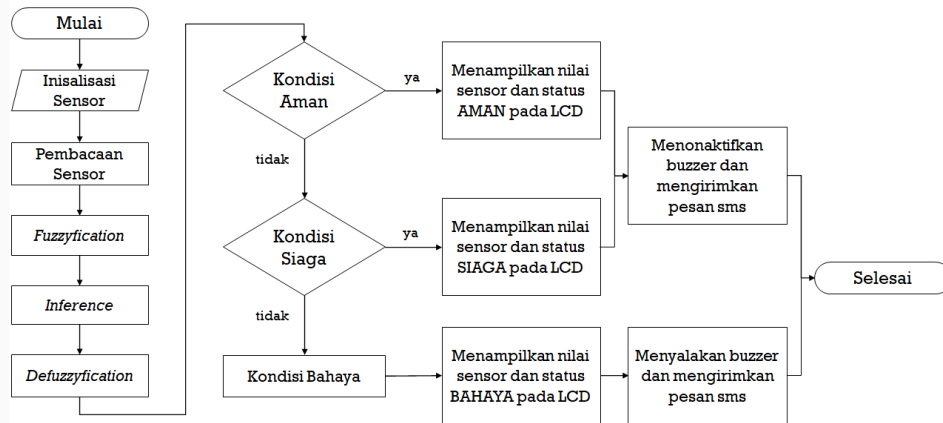 Mulai
Inisalisasi
Sensor
Pembacaan
Sensor
Fuzzyfication
Inference
Defuzzyfication
Kondisi
Aman
ya
tidak
Menampilkan nilai
sensor dan status
AMAN pada LCD
Kondisi
Siaga
ya
tidak
Menampilkan nilai
sensor dan status
SIAGA pada LCD
Menonaktifkan
buzzer dan
mengirimkan
pesan sms
Kondisi Bahaya
Menampilkan nilai
sensor dan status
BAHAYA pada LCD
Menyalakan buzzer
dan mengirimkan
pesan sms
Selesai